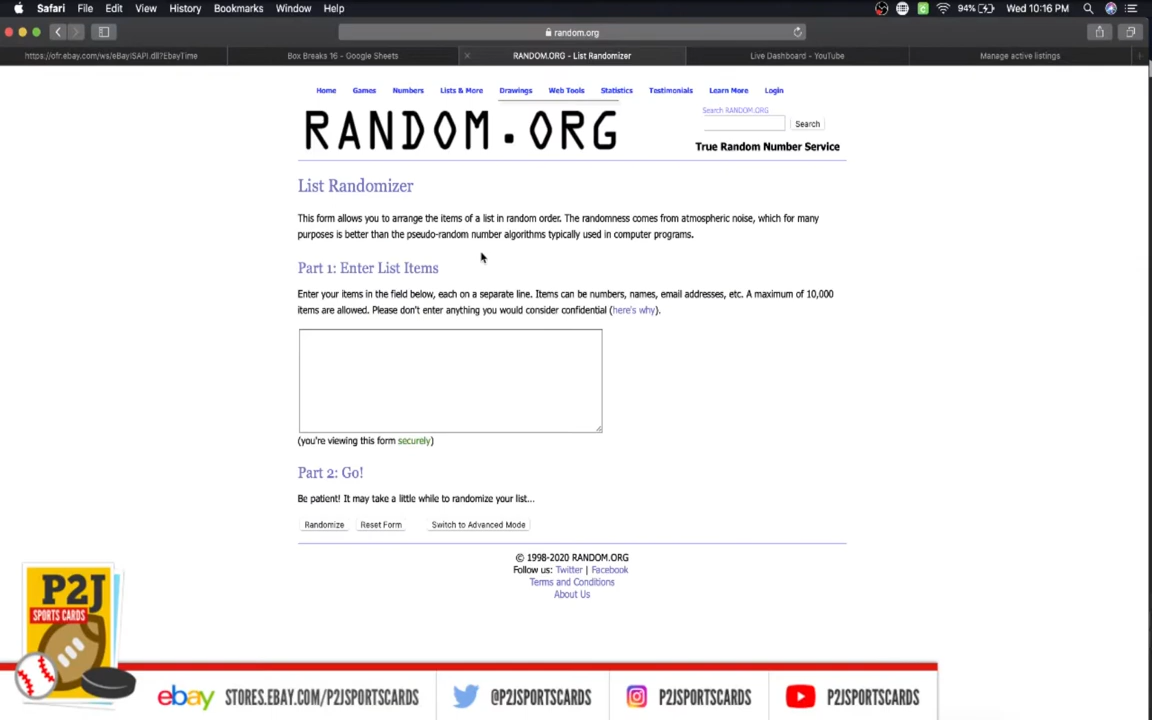 Safari File Edit View History Bookmarks Window Help 94% Wed 10:16 PM
random.org
https://ofr.ebay.com/ws/eBayISAPI.dll?EbayTime Box Breaks 16 - Google Sheets RANDOM.ORG - List Randomizer Live Dashboard - YouTube Manage active listings
Home Games Numbers Lists & More Drawings Web Tools Statistics Testimonials Learn More Login
Search RANDOM.ORG
RANDOM.ORG
Search
True Random Number Service
List Randomizer
This form allows you to arrange the items of a list in random order. The randomness comes from atmospheric noise, which for many
purposes is better than the pseudo-random number algorithms typically used in computer programs.
Part 1: Enter List Items
Enter your items in the field below, each on a separate line. Items can be numbers, names, email addresses, etc. A maximum of 10,000
items are allowed. Please don't enter anything you would consider confidential (here's why).
(you're viewing this form securely)
Part 2: Go!
Be patient! It may take a little while to randomize your list...
Randomize Reset Form Switch to Advanced Mode
© 1998-2020 RANDOM.ORG
Follow us: Twitter | Facebook
Terms and Conditions
About Us
P2J
SPORTS CARDS
ebay STORES.EBAY.COM/P2JSPORTSCARDS @P2JSPORTSCARDS P2JSPORTSCARDS P2JSPORTSCARDS